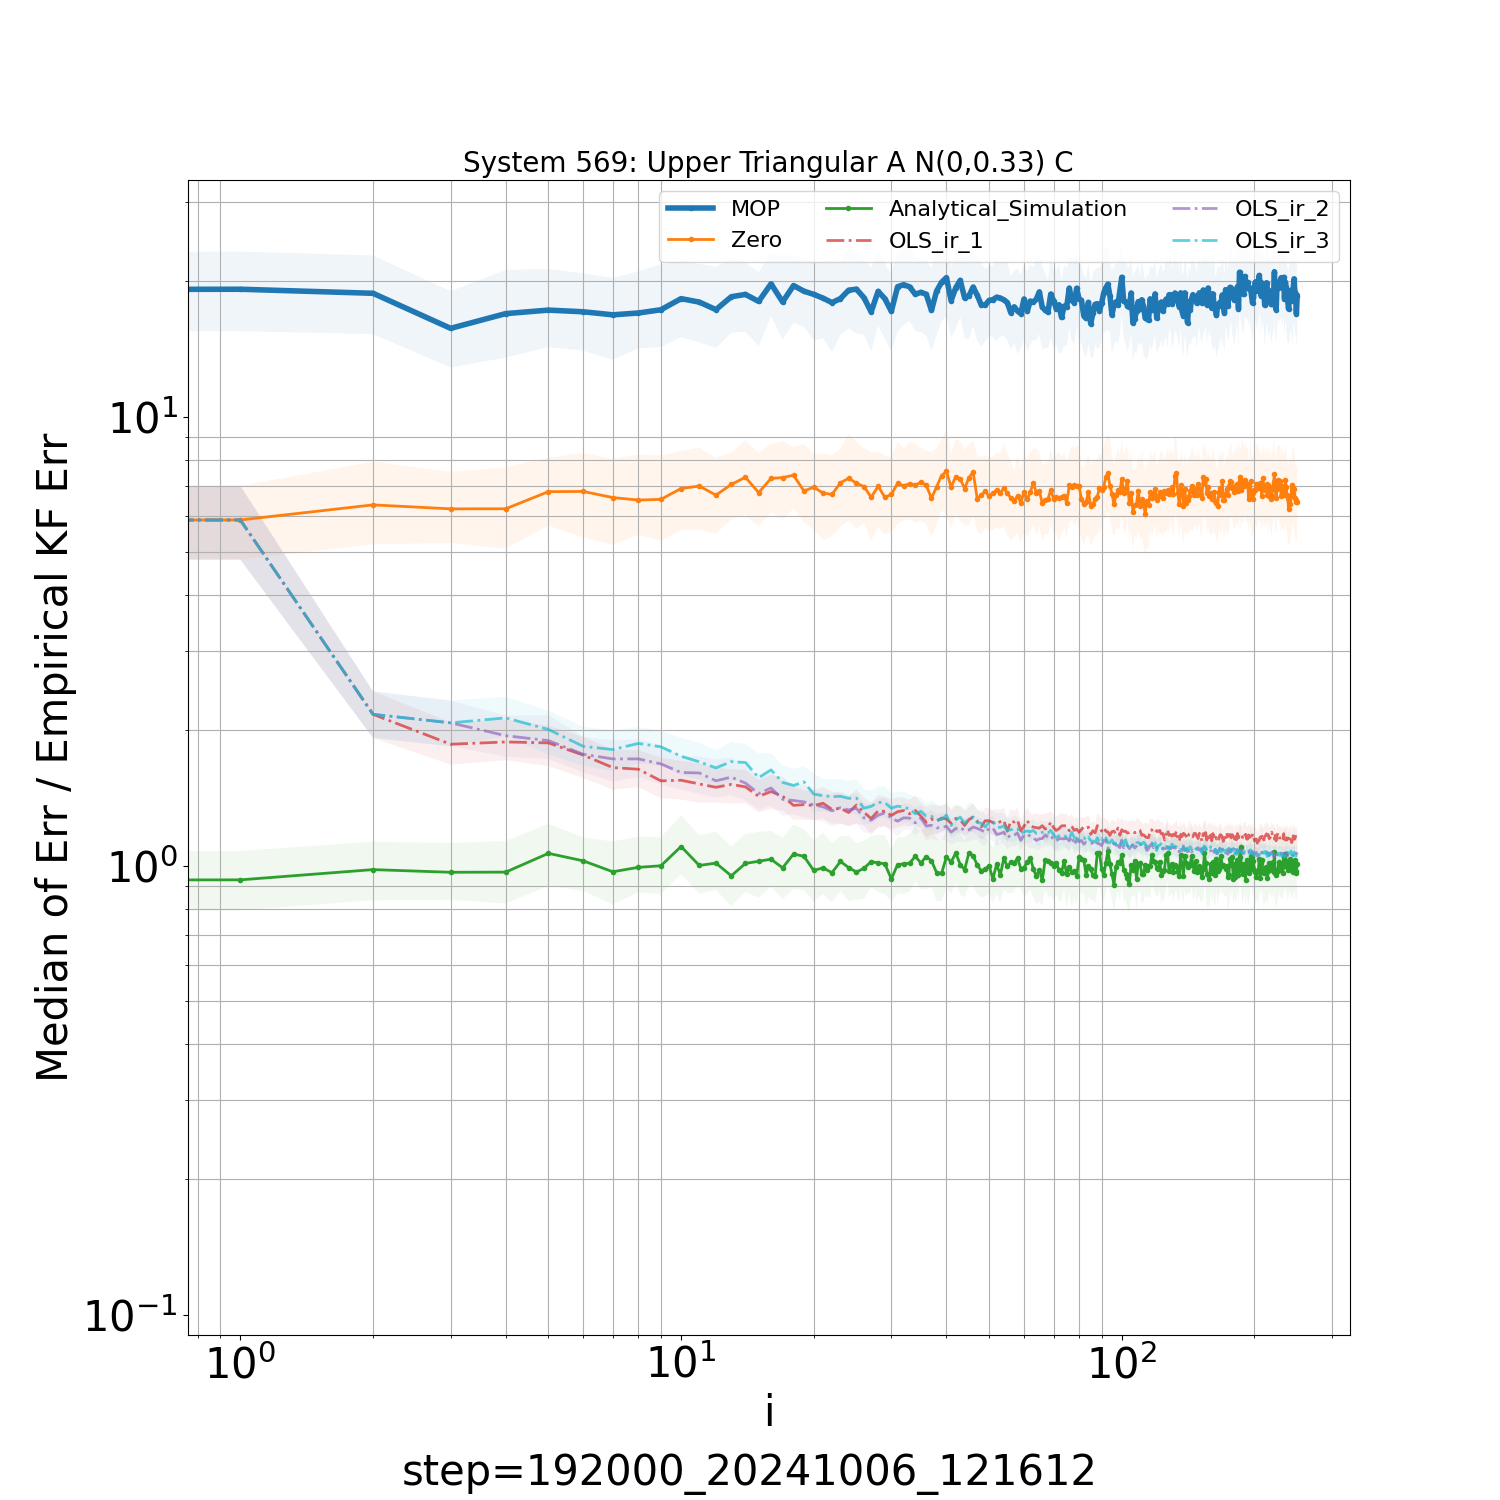 System 569: Upper Triangular A N(0,0.33) C
MOP
Zero
Analytical_Simulation
OLS_ir_1
OLS_ir_2
OLS_ir_3
Median of Err / Empirical KF Err
10¹
10⁰
10⁻¹
10⁰ 10¹ 10²
i
step=192000_20241006_121612